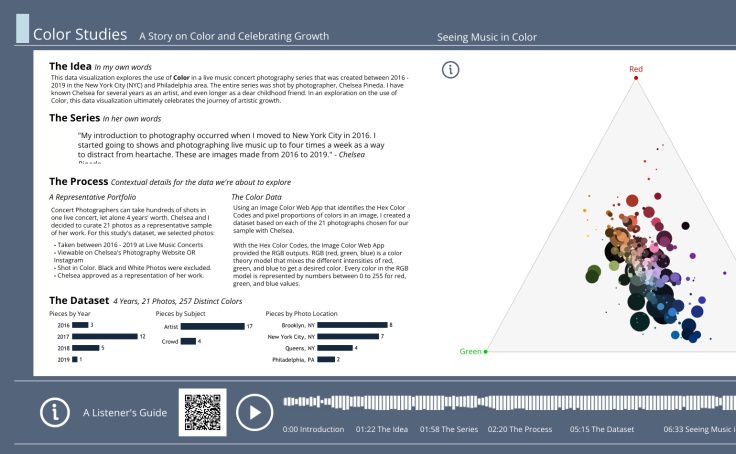 Color Studies A Story on Color and Celebrating Growth
Seeing Music in Color
The Idea In my own words
This data visualization explores the use of Color in a live music concert photography series that was created between 2016 -
2019 in the New York City (NYC) and Philadelphia area. The entire series was shot by photographer, Chelsea Pineda. I have
known Chelsea for several years as an artist, and even longer as a dear childhood friend. In an exploration on the use of
Color, this data visualization ultimately celebrates the journey of artistic growth.
The Series In her own words
"My introduction to photography occurred when I moved to New York City in 2016. I
started going to shows and photographing live music up to four times a week as a way
to distract from heartache. These are images made from 2016 to 2019." - Chelsea
The Process Contextual details for the data we're about to explore
A Representative Portfolio
Concert Photographers can take hundreds of shots in
one live concert, let alone 4 years' worth. Chelsea and I
decided to curate 21 photos as a representative sample
of her work. For this study's dataset, we selected photos:
• Taken between 2016 - 2019 at Live Music Concerts
• Viewable on Chelsea's Photography Website OR
Instagram
• Shot in Color. Black and White Photos were excluded.
• Chelsea approved as a representation of her work.
The Color Data
Using an Image Color Web App that identifies the Hex Color
Codes and pixel proportions of colors in an image, I created a
dataset based on each of the 21 photographs chosen for our
sample with Chelsea.
With the Hex Color Codes, the Image Color Web App
provided the RGB outputs. RGB (red, green, blue) is a color
theory model that mixes the different intensities of red,
green, and blue to get a desired color. Every color in the RGB
model is represented by numbers between 0 to 255 for red,
green, and blue values.
The Dataset 4 Years, 21 Photos, 257 Distinct Colors
Pieces by Year
2016 3
2017 12
2018 5
2019 1
Pieces by Subject
Artist 17
Crowd 4
Pieces by Photo Location
Brooklyn, NY 8
New York City, NY 7
Queens, NY 4
Philadelphia, PA 2
Red
Green
A Listener's Guide
0:00 Introduction 01:22 The Idea 01:58 The Series 02:20 The Process 05:15 The Dataset 06:33 Seeing Music i